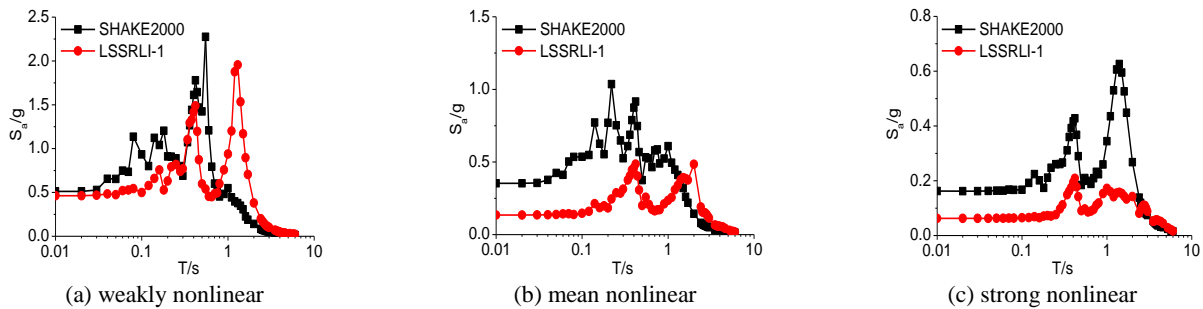 2.5
2.0
1.5
1.0
0.5
0.0
Sa/g
SHAKE2000
LSSRLI-1
0.01 0.1 1 10
T/s
(a) weakly nonlinear
1.5
1.0
0.5
0.0
Sa/g
SHAKE2000
LSSRLI-1
0.01 0.1 1 10
T/s
(b) mean nonlinear
0.8
0.6
0.4
0.2
0.0
Sa/g
SHAKE2000
LSSRLI-1
0.01 0.1 1 10
T/s
(c) strong nonlinear